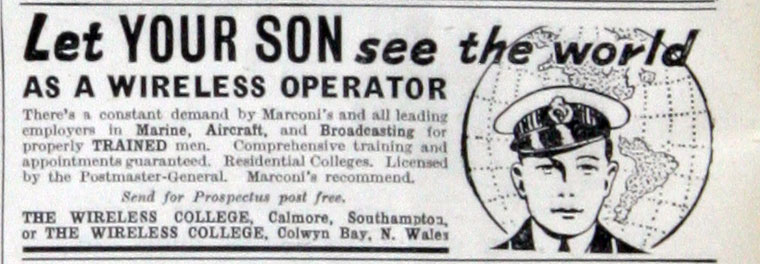 Let YOUR SON see the world
AS A WIRELESS OPERATOR
There's a constant demand by Marconi's and all leading
employers in Marine, Aircraft, and Broadcasting for
properly TRAINED men. Comprehensive training and
appointments guaranteed. Residential Colleges. Licensed
by the Postmaster-General. Marconi's recommend.
Send for Prospectus post free.
THE WIRELESS COLLEGE, Calmore, Southampton,
or THE WIRELESS COLLEGE, Colwyn Bay, N. Wales